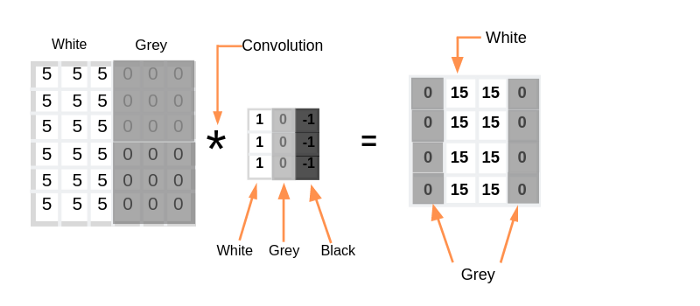 White
Grey
Convolution
White
5 5 5 0 0 0
5 5 5 0 0 0
5 5 5 0 0 0
5 5 5 0 0 0
5 5 5 0 0 0
5 5 5 0 0 0
*
1 0 -1
1 0 -1
1 0 -1
=
0 15 15 0
0 15 15 0
0 15 15 0
0 15 15 0
White
Grey
Black
Grey